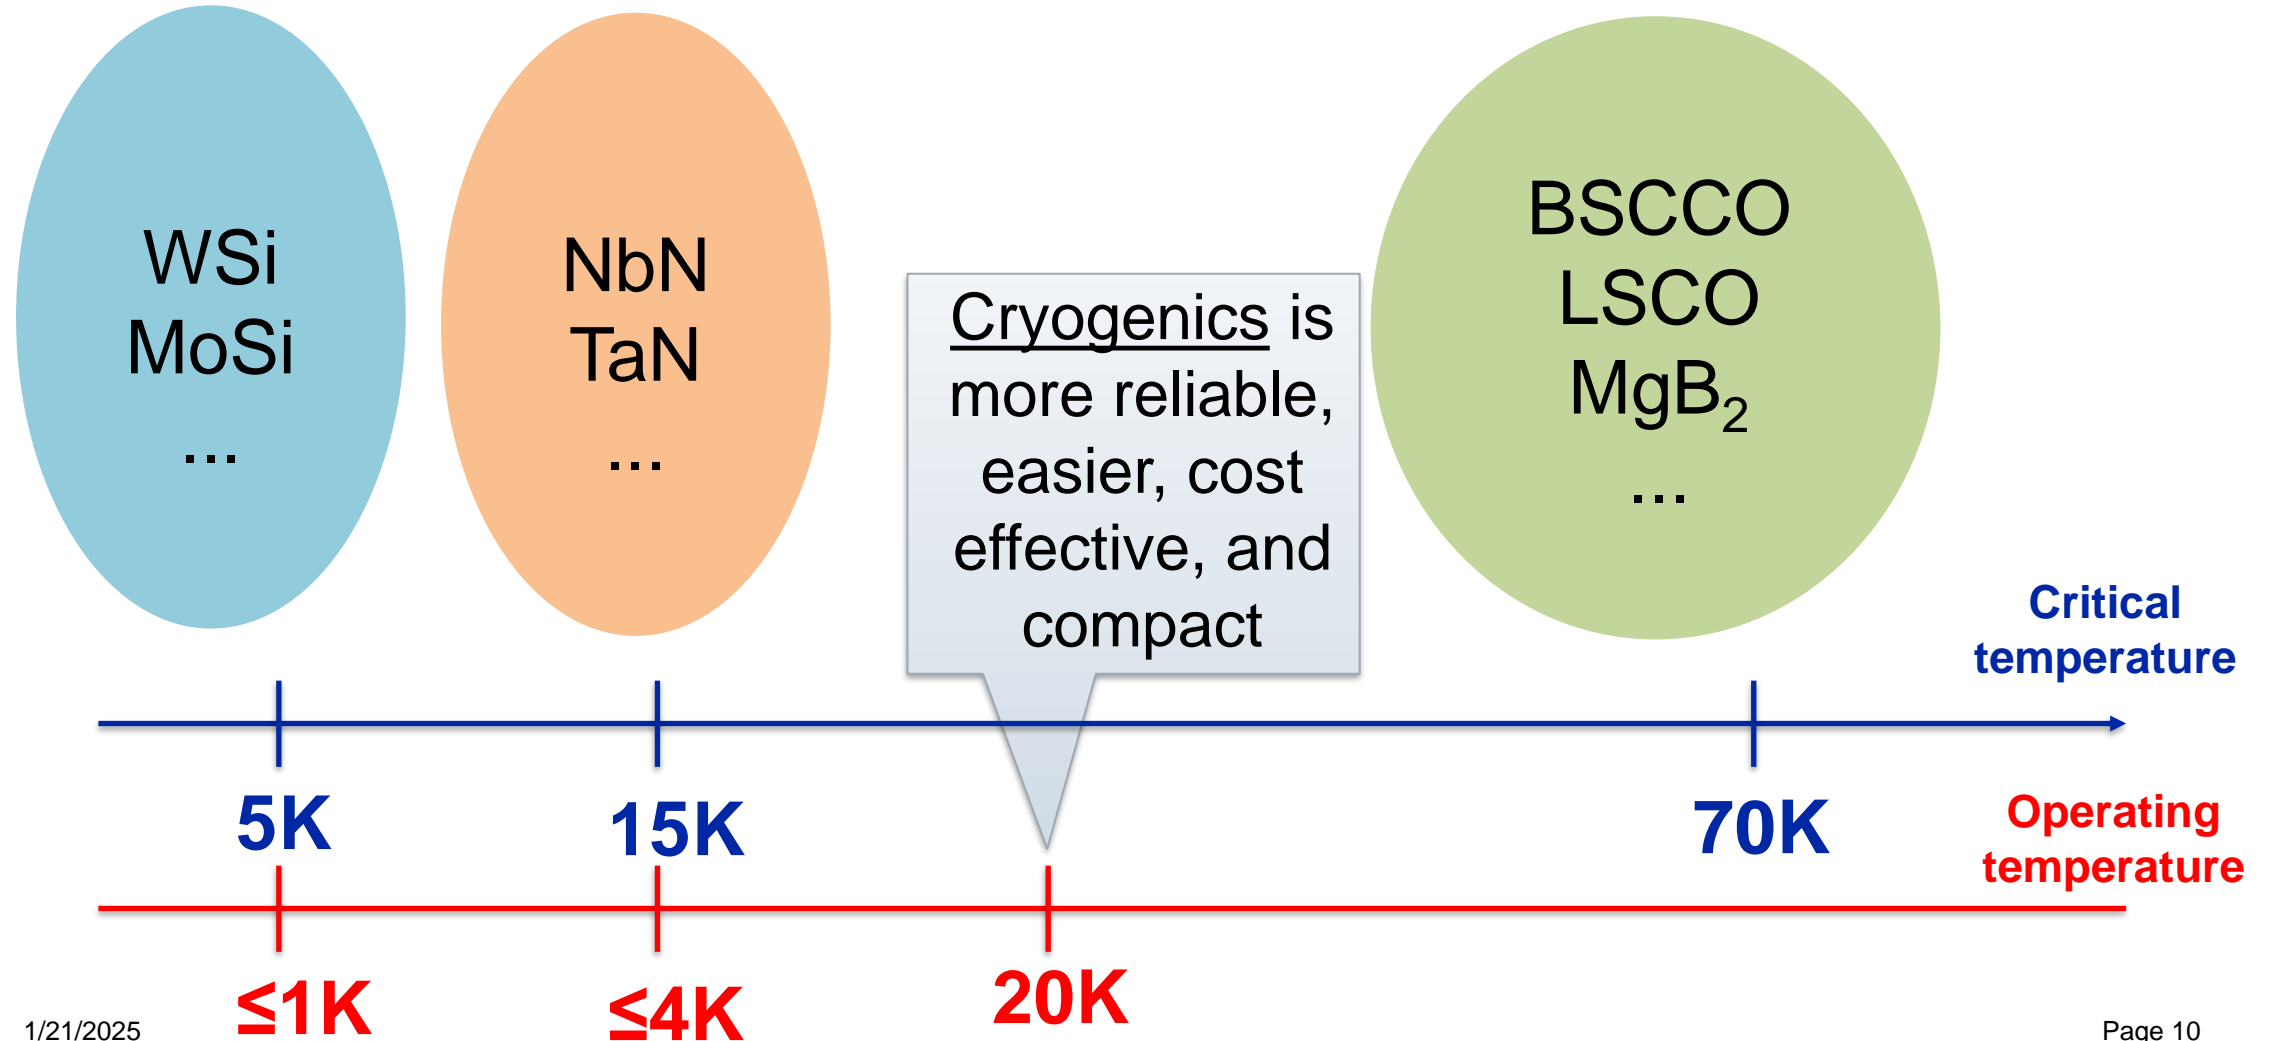 WSi
MoSi
...
NbN
TaN
...
Cryogenics is
more reliable,
easier, cost
effective, and
compact
BSCCO
LSCO
MgB₂
...
Critical
temperature
5K
15K
70K
Operating
temperature
≤1K
≤4K
20K
1/21/2025
Page 10